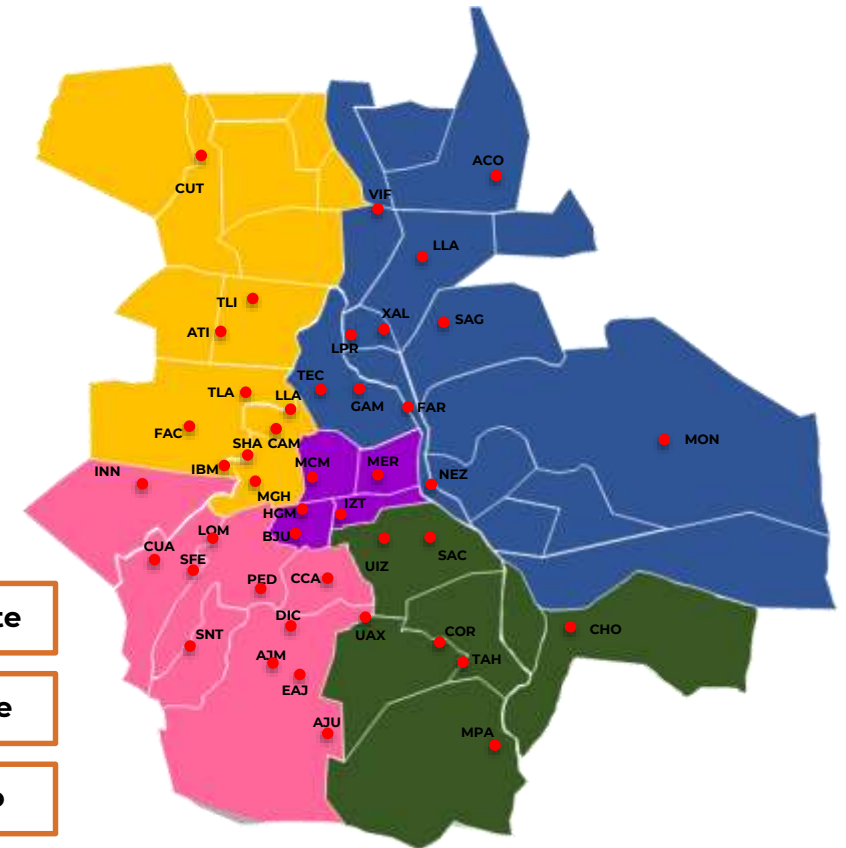 ACO
CUT
VIF
LLA
TLI
XAL
SAG
ATI
LPR
TEC
TLA
LLA
GAM
FAR
FAC
SHA
CAM
MON
INN
IBM
MCM
MER
NEZ
MGH
IZT
HGM
LOM
BJU
CUA
SFE
UIZ
SAC
PED
CCA
te
DIC
SNT
UAX
COR
CHO
AJM
TAH
EAJ
e
AJU
MPA
o